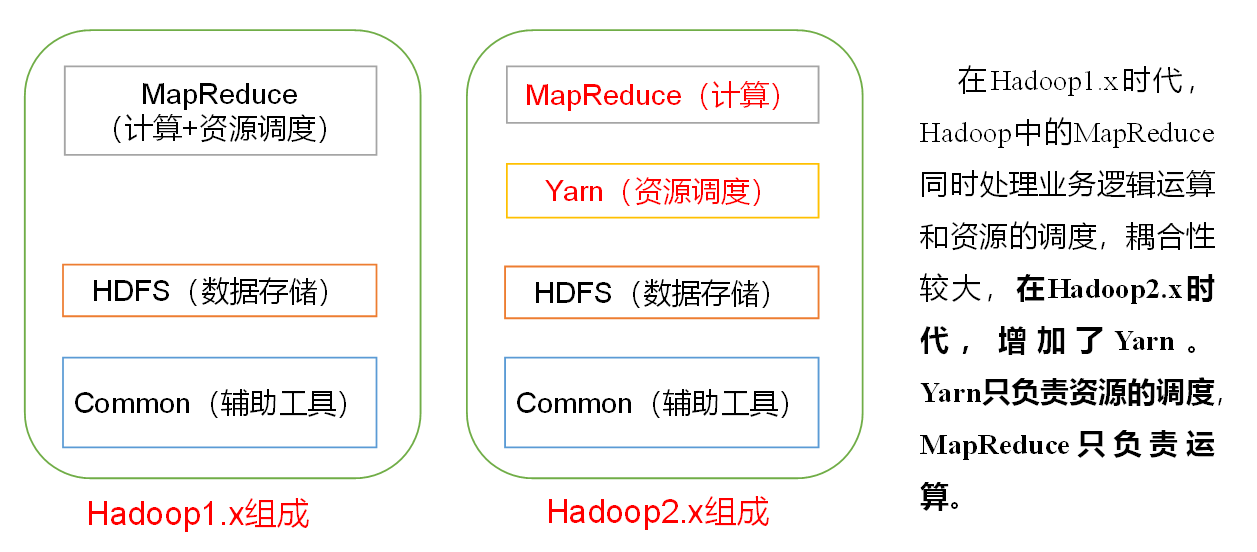 MapReduce
（计算+资源调度）
HDFS（数据存储）
Common（辅助工具）
Hadoop1.x组成
MapReduce（计算）
Yarn（资源调度）
HDFS（数据存储）
Common（辅助工具）
Hadoop2.x组成
在Hadoop1.x时代，
Hadoop中的MapReduce
同时处理业务逻辑运算
和资源的调度，耦合性
较大，在Hadoop2.x时
代，增加了Yarn。
Yarn只负责资源的调度，
MapReduce只负责运
算。